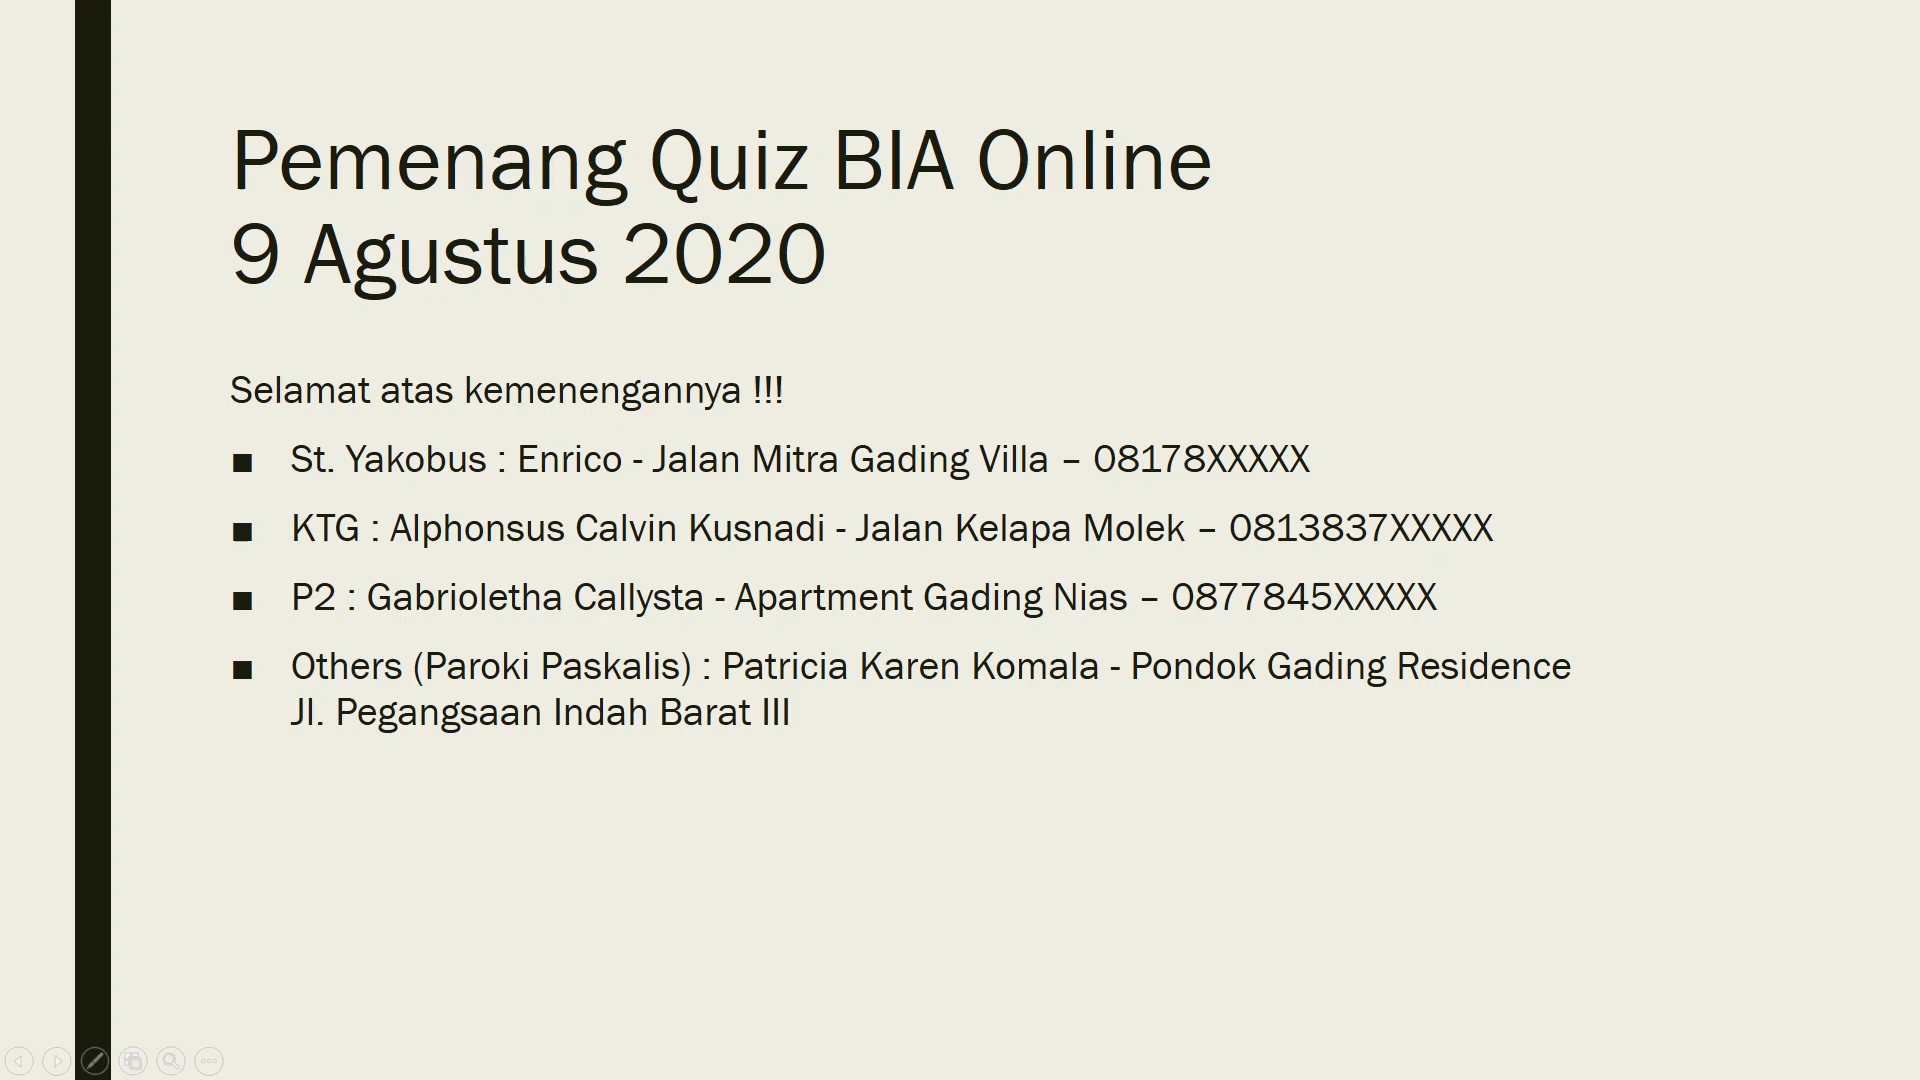 Pemenang Quiz BIA Online
9 Agustus 2020
Selamat atas kemenengannya !!!
■ St. Yakobus : Enrico - Jalan Mitra Gading Villa – 08178XXXXX
■ KTG : Alphonsus Calvin Kusnadi - Jalan Kelapa Molek – 0813837XXXXX
■ P2 : Gabrioletha Callysta - Apartment Gading Nias – 0877845XXXXX
■ Others (Paroki Paskalis) : Patricia Karen Komala - Pondok Gading Residence
Jl. Pegangsaan Indah Barat III